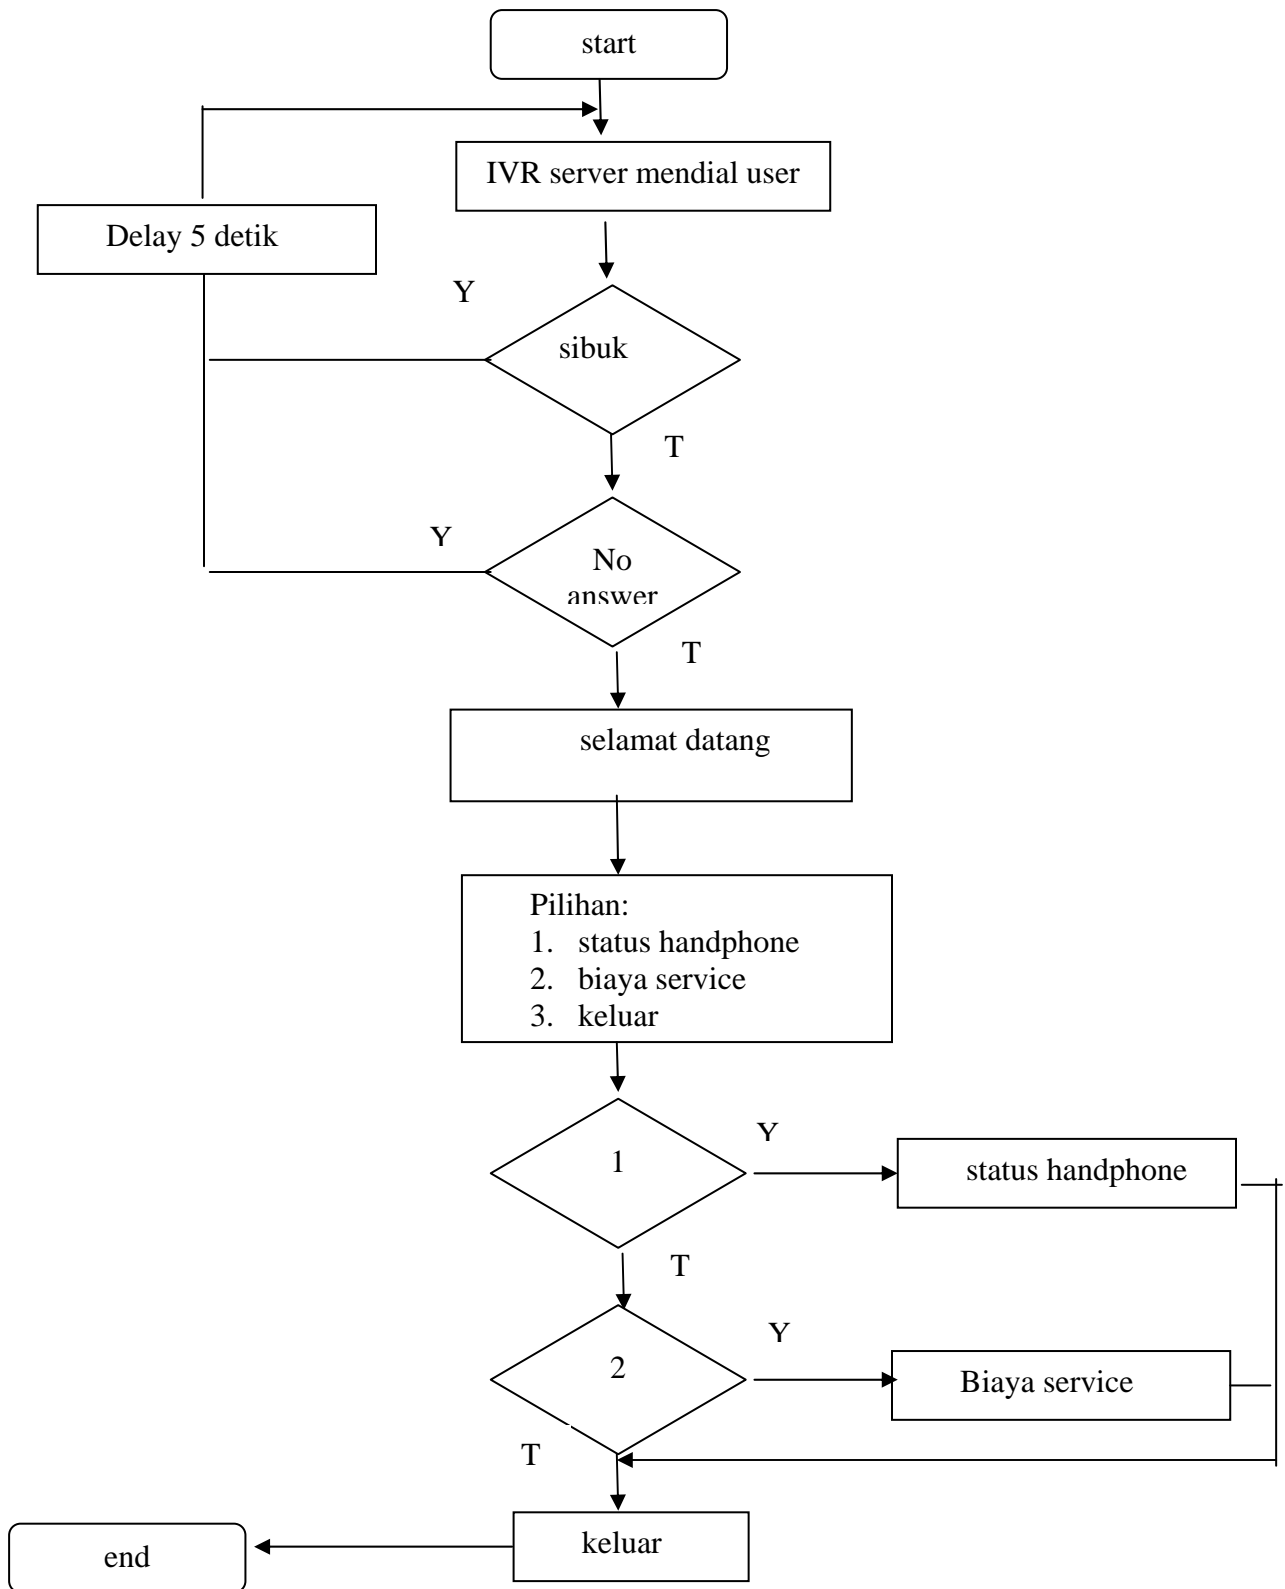 start
IVR server mendial user
Delay 5 detik
Y
sibuk
T
Y
No
answer
T
selamat datang
Pilihan:
1. status handphone
2. biaya service
3. keluar
Y
1
status handphone
T
Y
2
Biaya service
T
keluar
end